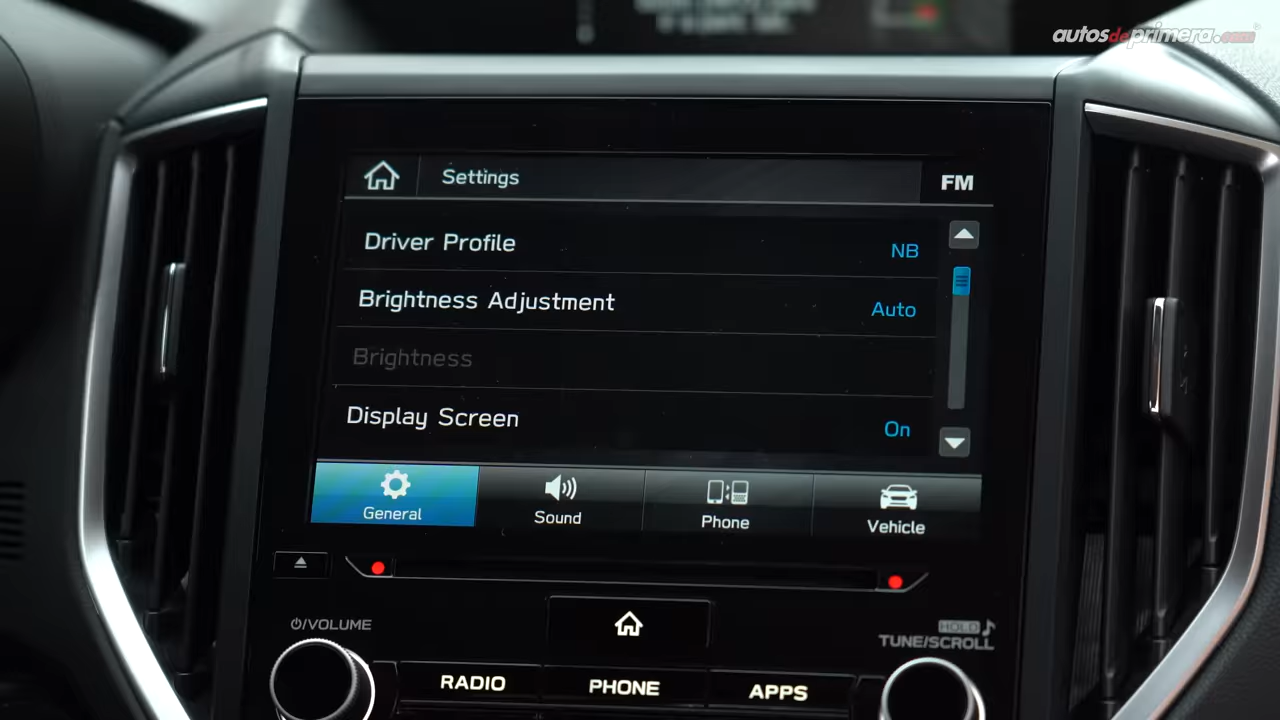 autosdeprimera.com
Settings
FM
Driver Profile
NB
Brightness Adjustment
Auto
Brightness
Display Screen
On
General
Sound
Phone
Vehicle
/VOLUME
HOLD
TUNE/SCROLL
RADIO
PHONE
APPS